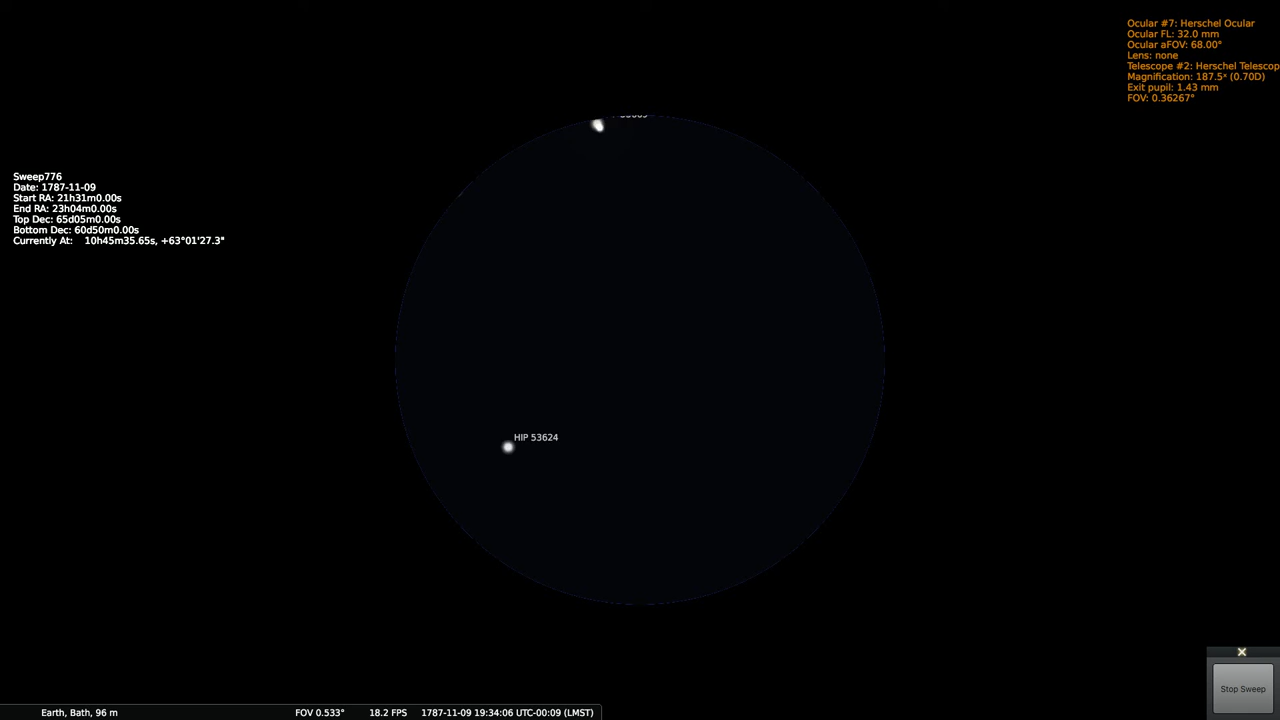 Ocular #7: Herschel Ocular
Ocular FL: 32.0 mm
Ocular aFOV: 68.00°
Lens: none
Telescope #2: Herschel Telescop
Magnification: 187.5ˣ (0.70D)
Exit pupil: 1.43 mm
FOV: 0.36267°
Sweep776
Date: 1787-11-09
Start RA: 21h31m0.00s
End RA: 23h04m0.00s
Top Dec: 65d05m0.00s
Bottom Dec: 60d50m0.00s
Currently At: 10h45m35.65s, +63°01'27.3"
HIP 53624
Stop Sweep
Earth, Bath, 96 m FOV 0.533° 18.2 FPS 1787-11-09 19:34:06 UTC-00:09 (LMST)